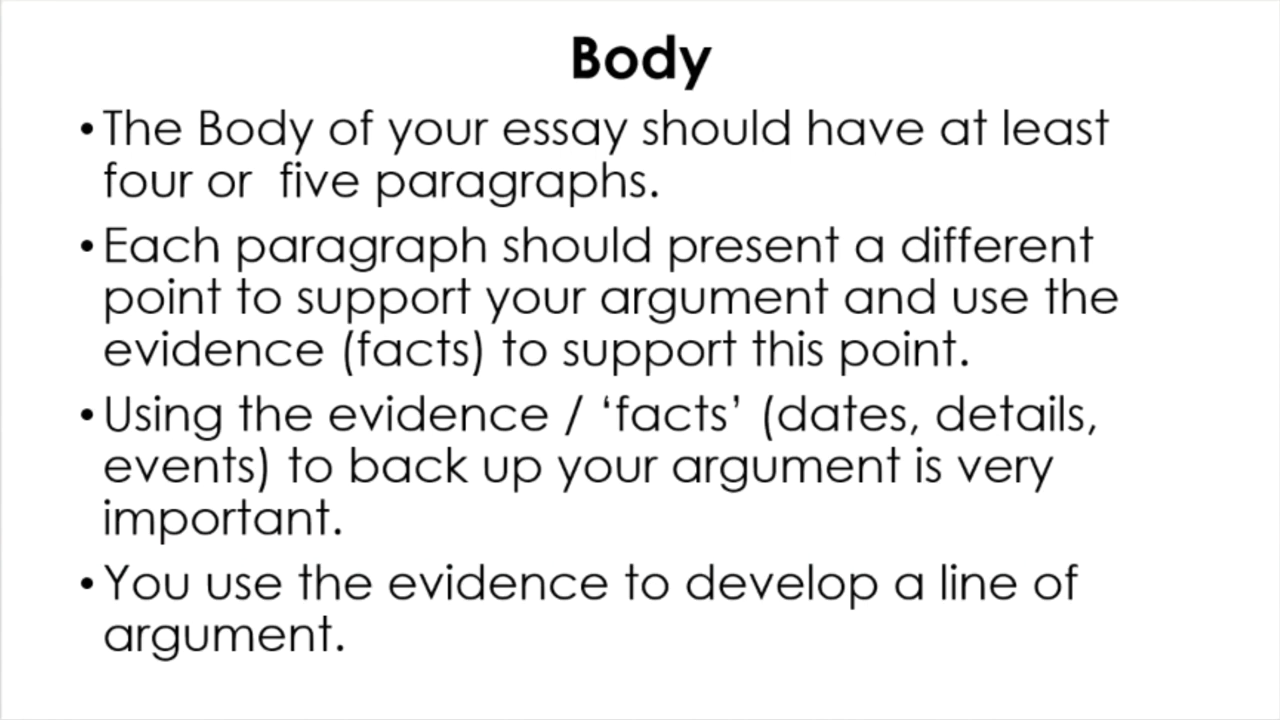 Body
• The Body of your essay should have at least
four or  five paragraphs.
• Each paragraph should present a different
point to support your argument and use the
evidence (facts) to support this point.
• Using the evidence / ‘facts’ (dates, details,
events) to back up your argument is very
important.
• You use the evidence to develop a line of
argument.